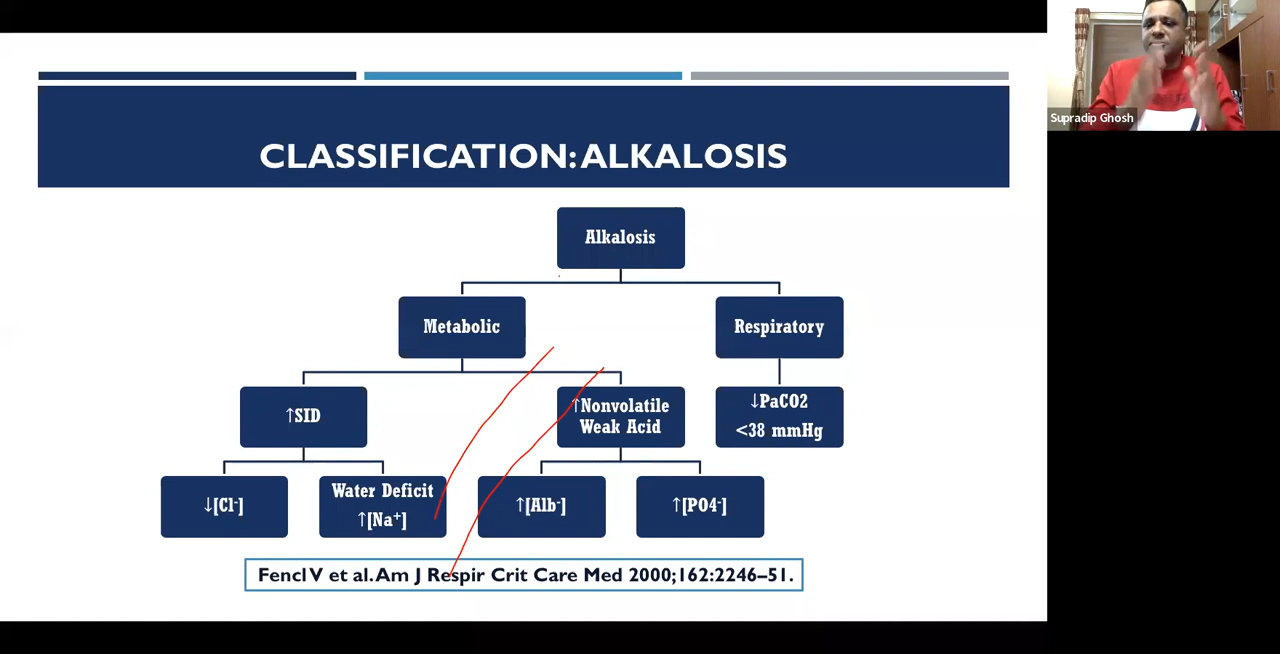 Supradip Ghosh
CLASSIFICATION: ALKALOSIS
Alkalosis
Metabolic
Respiratory
↑SID
↑Nonvolatile
Weak Acid
↓PaCO2
<38 mmHg
↓[Cl-]
Water Deficit
↑[Na+]
↑[Alb-]
↑[PO4-]
Fencl V et al. Am J Respir Crit Care Med 2000;162:2246–51.